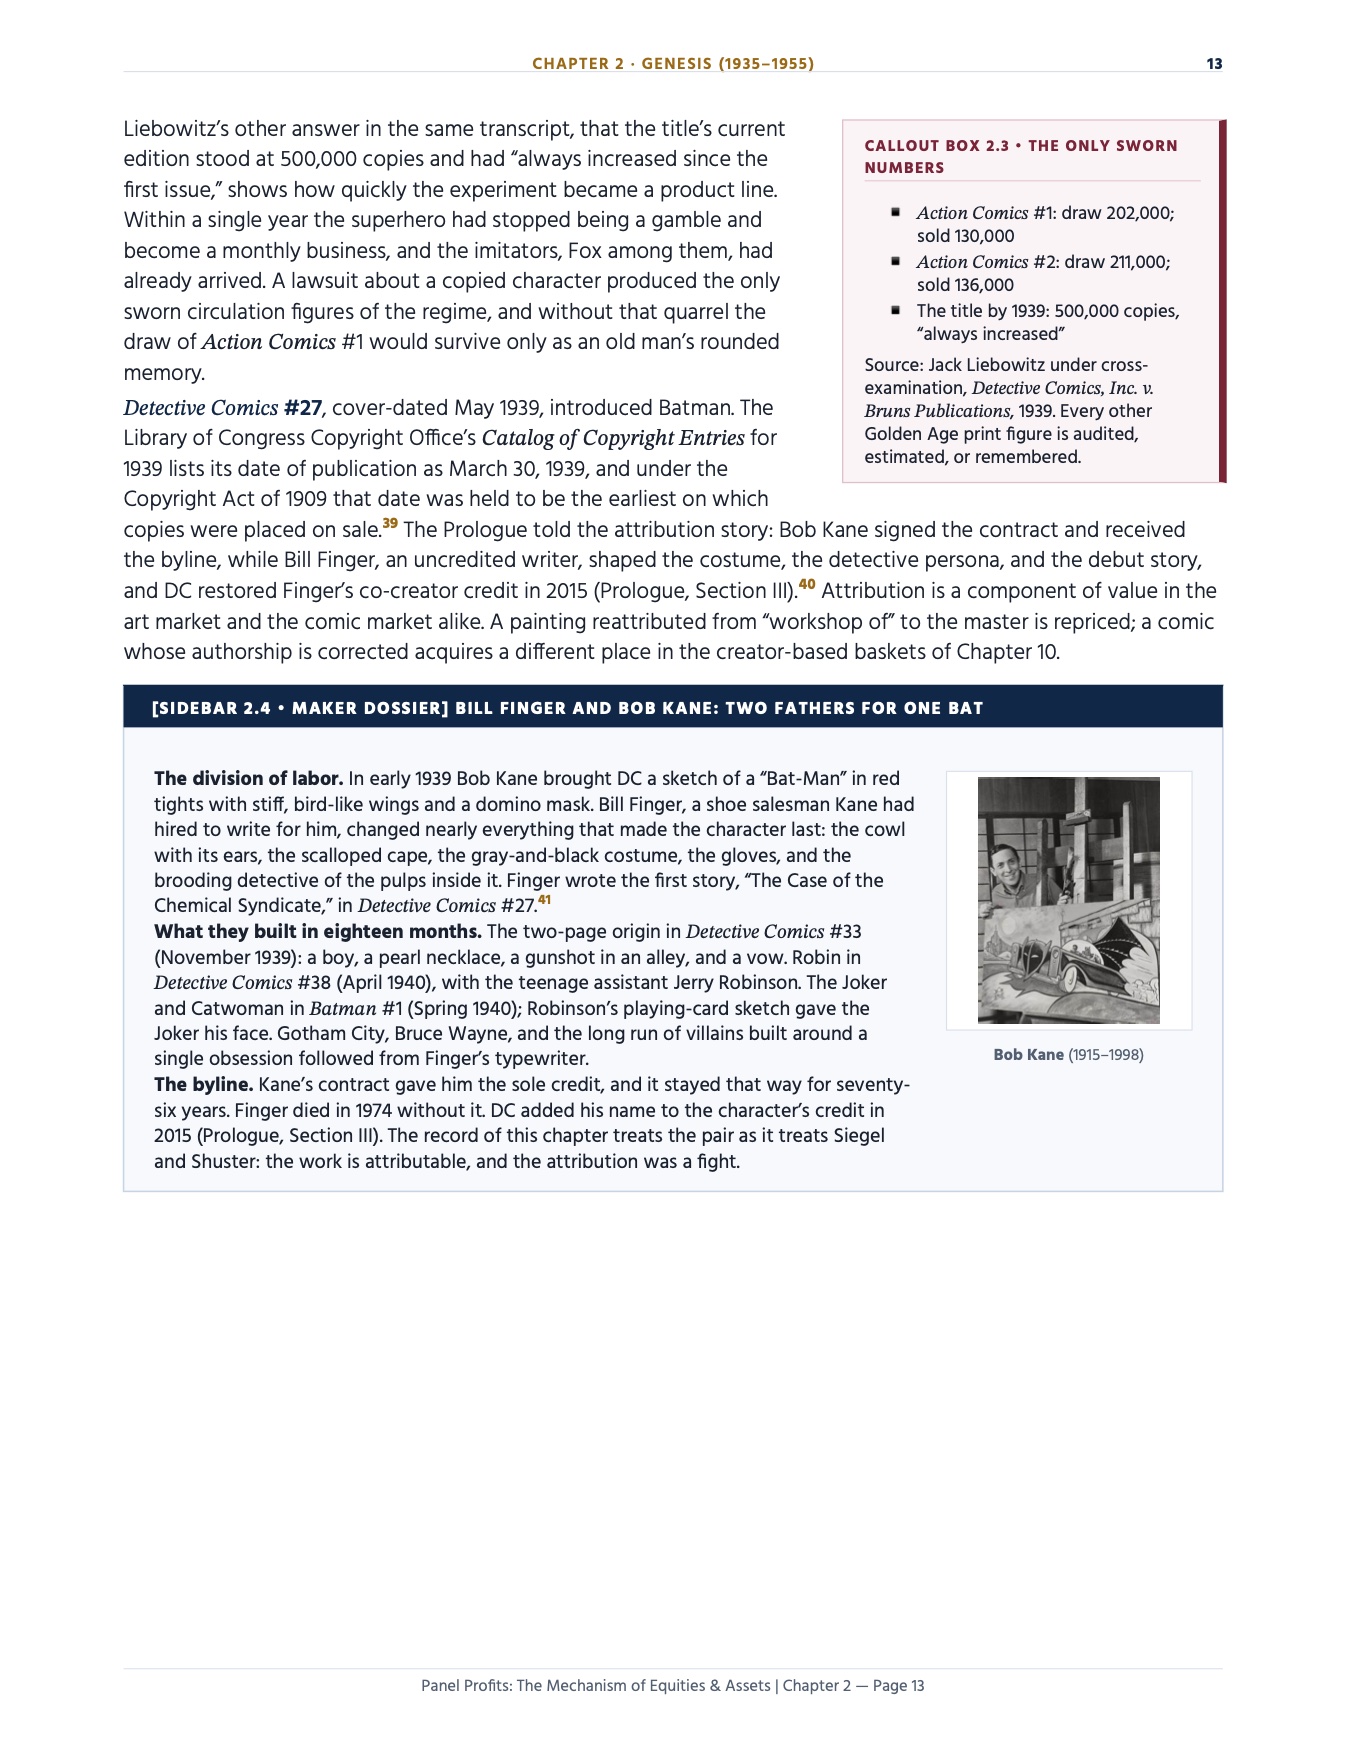 CHAPTER 2 · GENESIS (1935–1955)
13
Liebowitz’s other answer in the same transcript, that the title’s current
edition stood at 500,000 copies and had “always increased since the
first issue,” shows how quickly the experiment became a product line.
Within a single year the superhero had stopped being a gamble and
become a monthly business, and the imitators, Fox among them, had
already arrived. A lawsuit about a copied character produced the only
sworn circulation figures of the regime, and without that quarrel the
draw of Action Comics #1 would survive only as an old man’s rounded
memory.
CALLOUT BOX 2.3 • THE ONLY SWORN
NUMBERS
▪ Action Comics #1: draw 202,000;
sold 130,000
▪ Action Comics #2: draw 211,000;
sold 136,000
▪ The title by 1939: 500,000 copies,
“always increased”
Source: Jack Liebowitz under cross-
examination, Detective Comics, Inc. v.
Bruns Publications, 1939. Every other
Golden Age print figure is audited,
estimated, or remembered.
Detective Comics #27, cover-dated May 1939, introduced Batman. The
Library of Congress Copyright Office’s Catalog of Copyright Entries for
1939 lists its date of publication as March 30, 1939, and under the
Copyright Act of 1909 that date was held to be the earliest on which
copies were placed on sale.39 The Prologue told the attribution story: Bob Kane signed the contract and received
the byline, while Bill Finger, an uncredited writer, shaped the costume, the detective persona, and the debut story,
and DC restored Finger’s co-creator credit in 2015 (Prologue, Section III).40 Attribution is a component of value in the
art market and the comic market alike. A painting reattributed from “workshop of” to the master is repriced; a comic
whose authorship is corrected acquires a different place in the creator-based baskets of Chapter 10.
[SIDEBAR 2.4 • MAKER DOSSIER] BILL FINGER AND BOB KANE: TWO FATHERS FOR ONE BAT
The division of labor. In early 1939 Bob Kane brought DC a sketch of a “Bat-Man” in red
tights with stiff, bird-like wings and a domino mask. Bill Finger, a shoe salesman Kane had
hired to write for him, changed nearly everything that made the character last: the cowl
with its ears, the scalloped cape, the gray-and-black costume, the gloves, and the
brooding detective of the pulps inside it. Finger wrote the first story, “The Case of the
Chemical Syndicate,” in Detective Comics #27.41
What they built in eighteen months. The two-page origin in Detective Comics #33
(November 1939): a boy, a pearl necklace, a gunshot in an alley, and a vow. Robin in
Detective Comics #38 (April 1940), with the teenage assistant Jerry Robinson. The Joker
and Catwoman in Batman #1 (Spring 1940); Robinson’s playing-card sketch gave the
Joker his face. Gotham City, Bruce Wayne, and the long run of villains built around a
single obsession followed from Finger’s typewriter.
The byline. Kane’s contract gave him the sole credit, and it stayed that way for seventy-
six years. Finger died in 1974 without it. DC added his name to the character’s credit in
2015 (Prologue, Section III). The record of this chapter treats the pair as it treats Siegel
and Shuster: the work is attributable, and the attribution was a fight.
Bob Kane (1915–1998)
Panel Profits: The Mechanism of Equities & Assets | Chapter 2 — Page 13